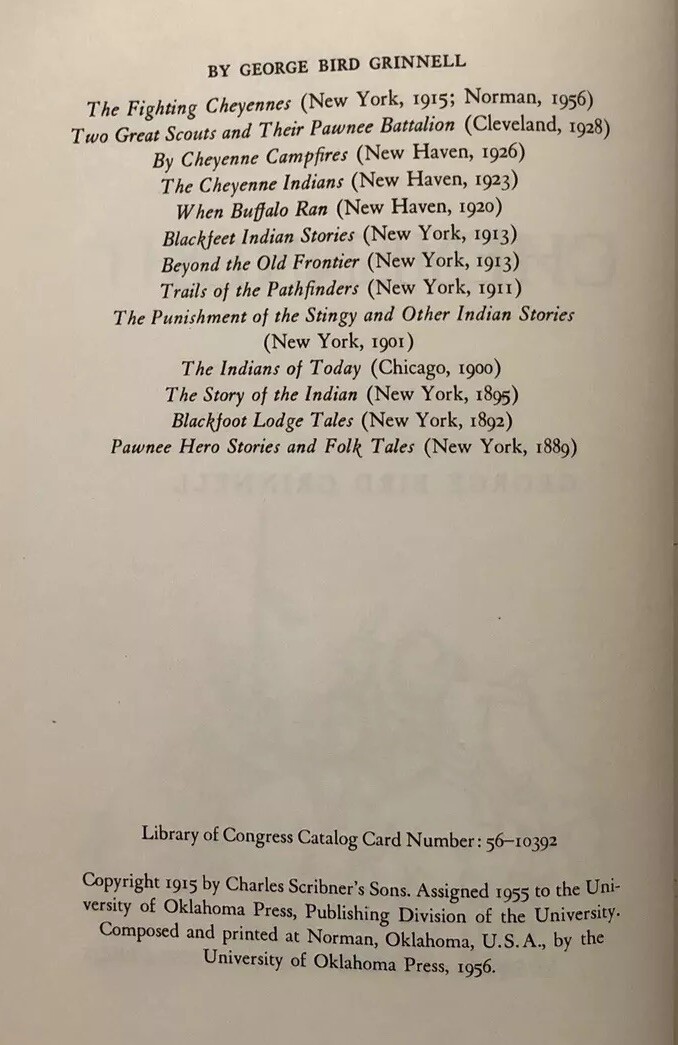 BY GEORGE BIRD GRINNELL
The Fighting Cheyennes (New York, 1915; Norman, 1956)
Two Great Scouts and Their Pawnee Battalion (Cleveland, 1928)
By Cheyenne Campfires (New Haven, 1926)
The Cheyenne Indians (New Haven, 1923)
When Buffalo Ran (New Haven, 1920)
Blackfeet Indian Stories (New York, 1913)
Beyond the Old Frontier (New York, 1913)
Trails of the Pathfinders (New York, 1911)
The Punishment of the Stingy and Other Indian Stories
(New York, 1901)
The Indians of Today (Chicago, 1900)
The Story of the Indian (New York, 1895)
Blackfoot Lodge Tales (New York, 1892)
Pawnee Hero Stories and Folk Tales (New York, 1889)
GEORGE BIRD GRINNELL
Library of Congress Catalog Card Number: 56–10392
Copyright 1915 by Charles Scribner's Sons. Assigned 1955 to the Uni-
versity of Oklahoma Press, Publishing Division of the University.
Composed and printed at Norman, Oklahoma, U.S.A., by the
University of Oklahoma Press, 1956.